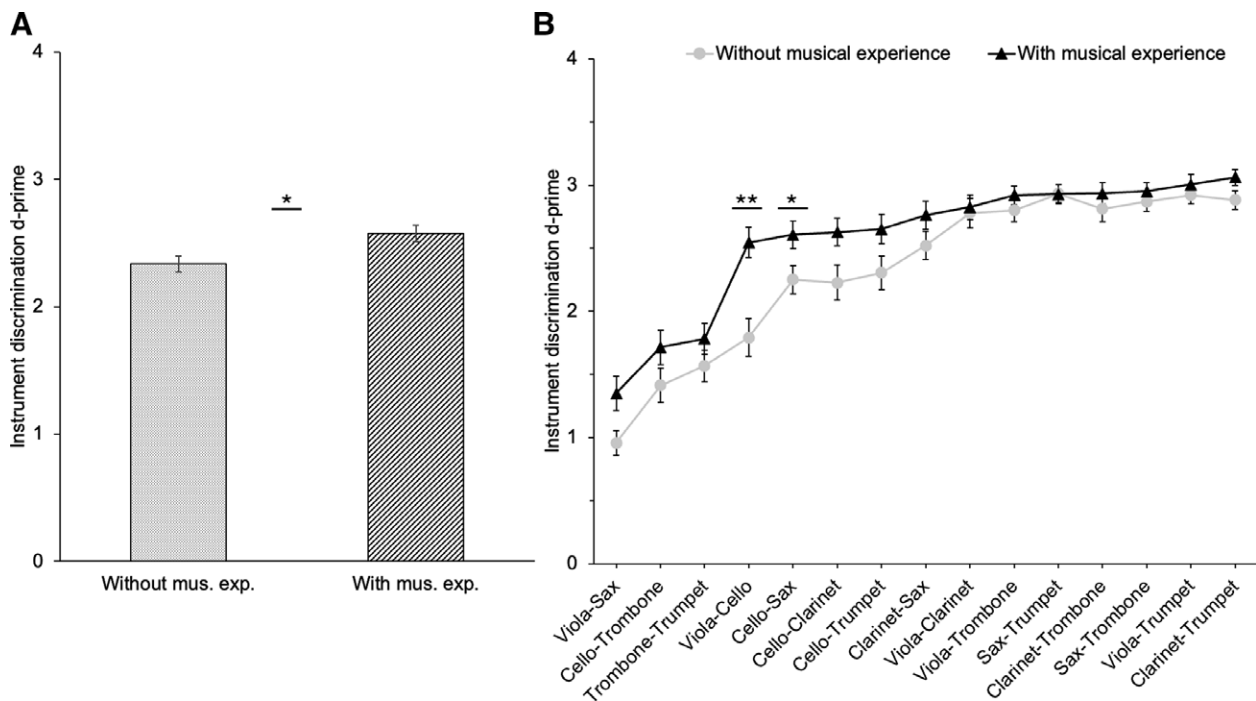 A
Instrument discrimination d-prime
4
3
2
1
0
*
Without mus. exp.
With mus. exp.
B
Without musical experience
With musical experience
Instrument discrimination d-prime
4
3
2
1
0
**
*
Viola-Sax
Cello-Trombone
Trombone-Trumpet
Viola-Cello
Cello-Sax
Cello-Clarinet
Cello-Trumpet
Clarinet-Sax
Viola-Clarinet
Viola-Trombone
Sax-Trumpet
Clarinet-Trombone
Sax-Trombone
Viola-Trumpet
Clarinet-Trumpet